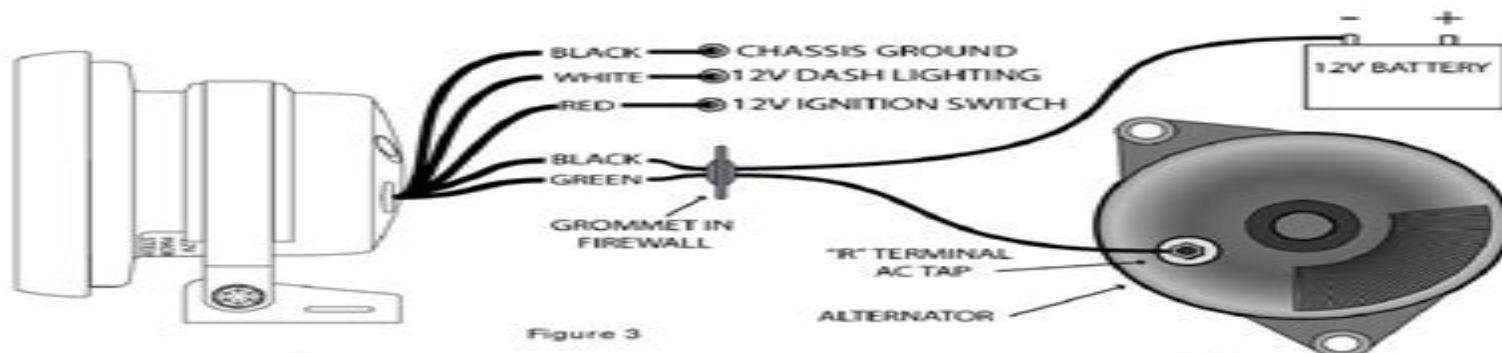 BLACK CHASSIS GROUND
WHITE 12V DASH LIGHTING
RED 12V IGNITION SWITCH
BLACK
GREEN
GROMMET IN
FIREWALL
- +
12V BATTERY
"R" TERMINAL
AC TAP
ALTERNATOR
Figure 3